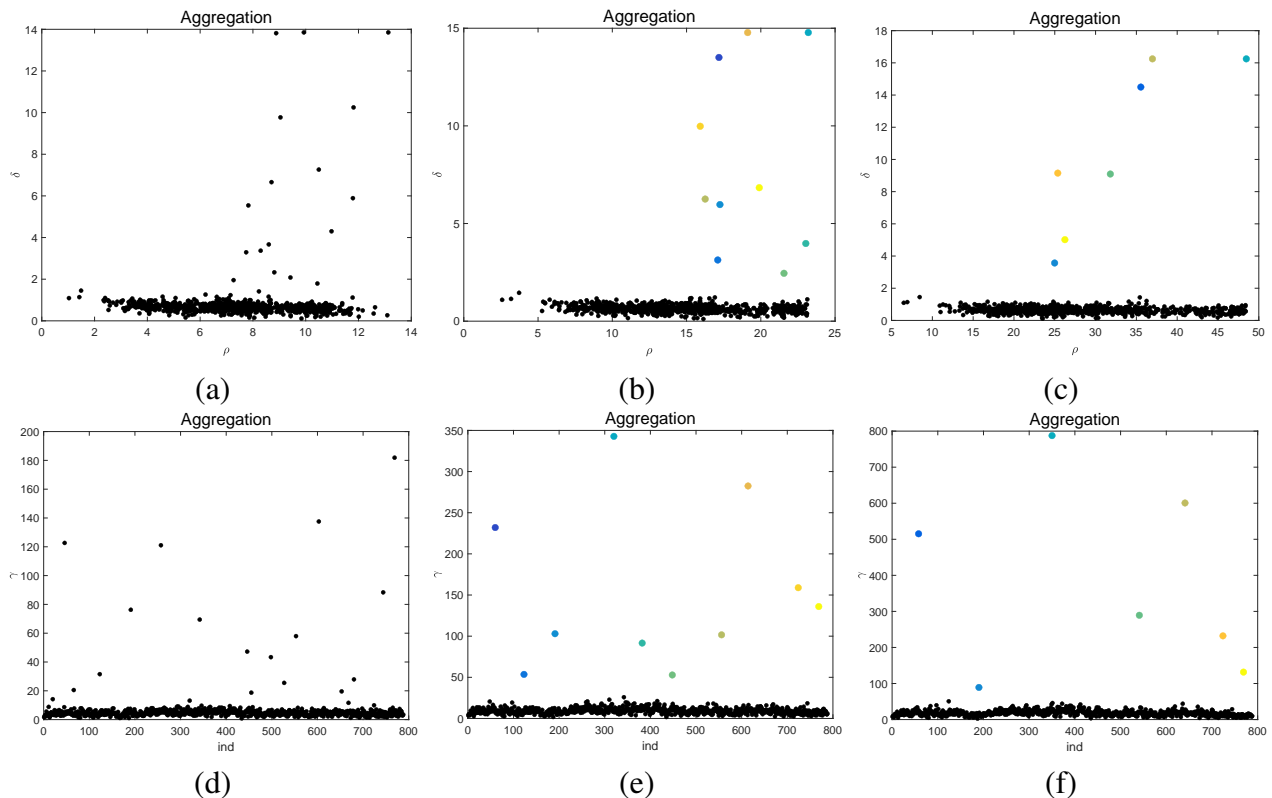 Aggregation
14
12
10
8
6
4
2
0
δ
0 2 4 6 8 10 12 14
ρ
(a)
Aggregation
15
10
5
0
δ
0 5 10 15 20 25
ρ
(b)
Aggregation
18
16
14
12
10
8
6
4
2
0
δ
5 10 15 20 25 30 35 40 45 50
ρ
(c)
Aggregation
200
180
160
140
120
100
80
60
40
20
0
γ
0 100 200 300 400 500 600 700 800
ind
(d)
Aggregation
350
300
250
200
150
100
50
0
γ
0 100 200 300 400 500 600 700 800
ind
(e)
Aggregation
800
700
600
500
400
300
200
100
0
γ
0 100 200 300 400 500 600 700 800
ind
(f)